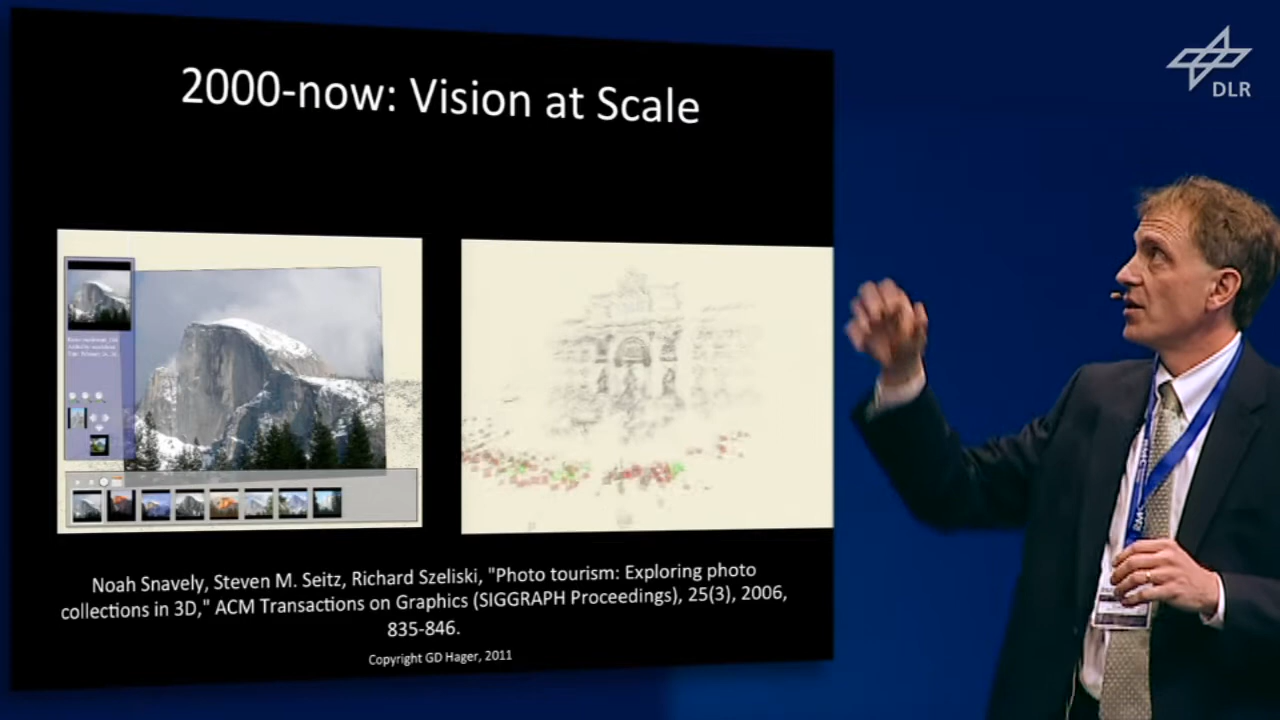 2000-now: Vision at Scale
DLR
Noah Snavely, Steven M. Seitz, Richard Szeliski, "Photo tourism: Exploring photo
collections in 3D," ACM Transactions on Graphics (SIGGRAPH Proceedings), 25(3), 2006,
835-846.
Copyright GD Hager, 2011